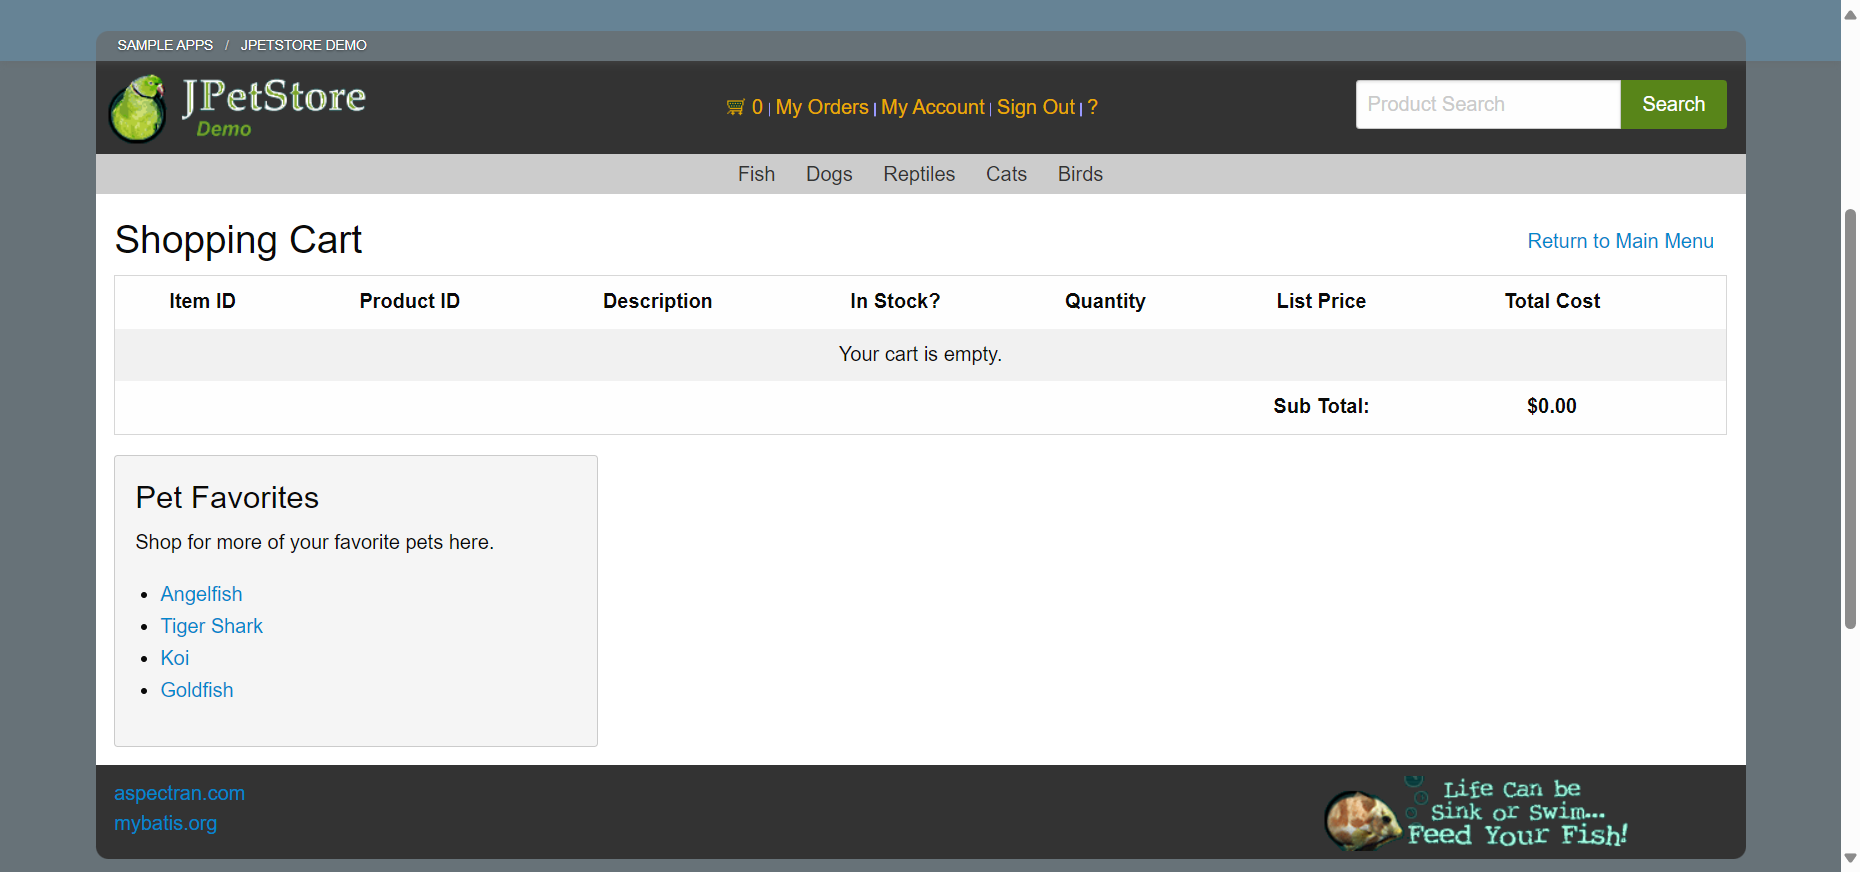 SAMPLE APPS / JPETSTORE DEMO
JPetStore
Demo
0 | My Orders | My Account | Sign Out | ?
Product Search
Search
Fish Dogs Reptiles Cats Birds
Shopping Cart
Return to Main Menu
Item ID Product ID Description In Stock? Quantity List Price Total Cost
Your cart is empty.
Sub Total: $0.00
Pet Favorites
Shop for more of your favorite pets here.
• Angelfish
• Tiger Shark
• Koi
• Goldfish
aspectran.com
mybatis.org
Life Can be
Sink or Swim...
Feed Your Fish!